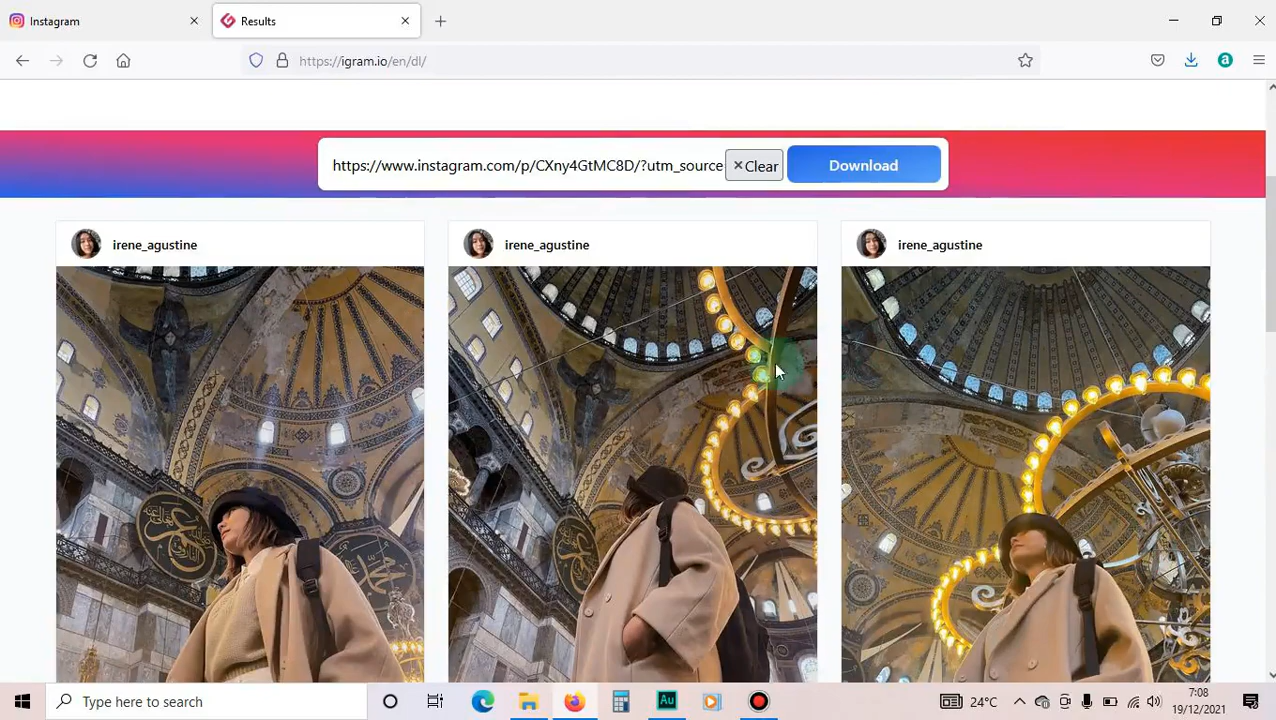 Instagram
Results
https://igram.io/en/dl/
https://www.instagram.com/p/CXny4GtMC8D/?utm_source
×Clear
Download
irene_agustine
irene_agustine
irene_agustine
Type here to search
Au
24°C
7:08
19/12/2021